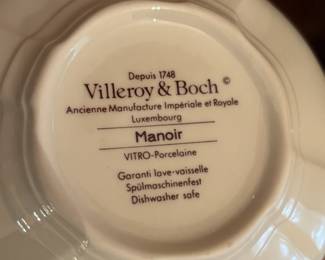 Depuis 1748
Villeroy & Boch ©
Ancienne Manufacture Impériale et Royale
Luxembourg
Manoir
VITRO-Porcelaine
Garanti lave-vaisselle
Spülmaschinenfest
Dishwasher safe